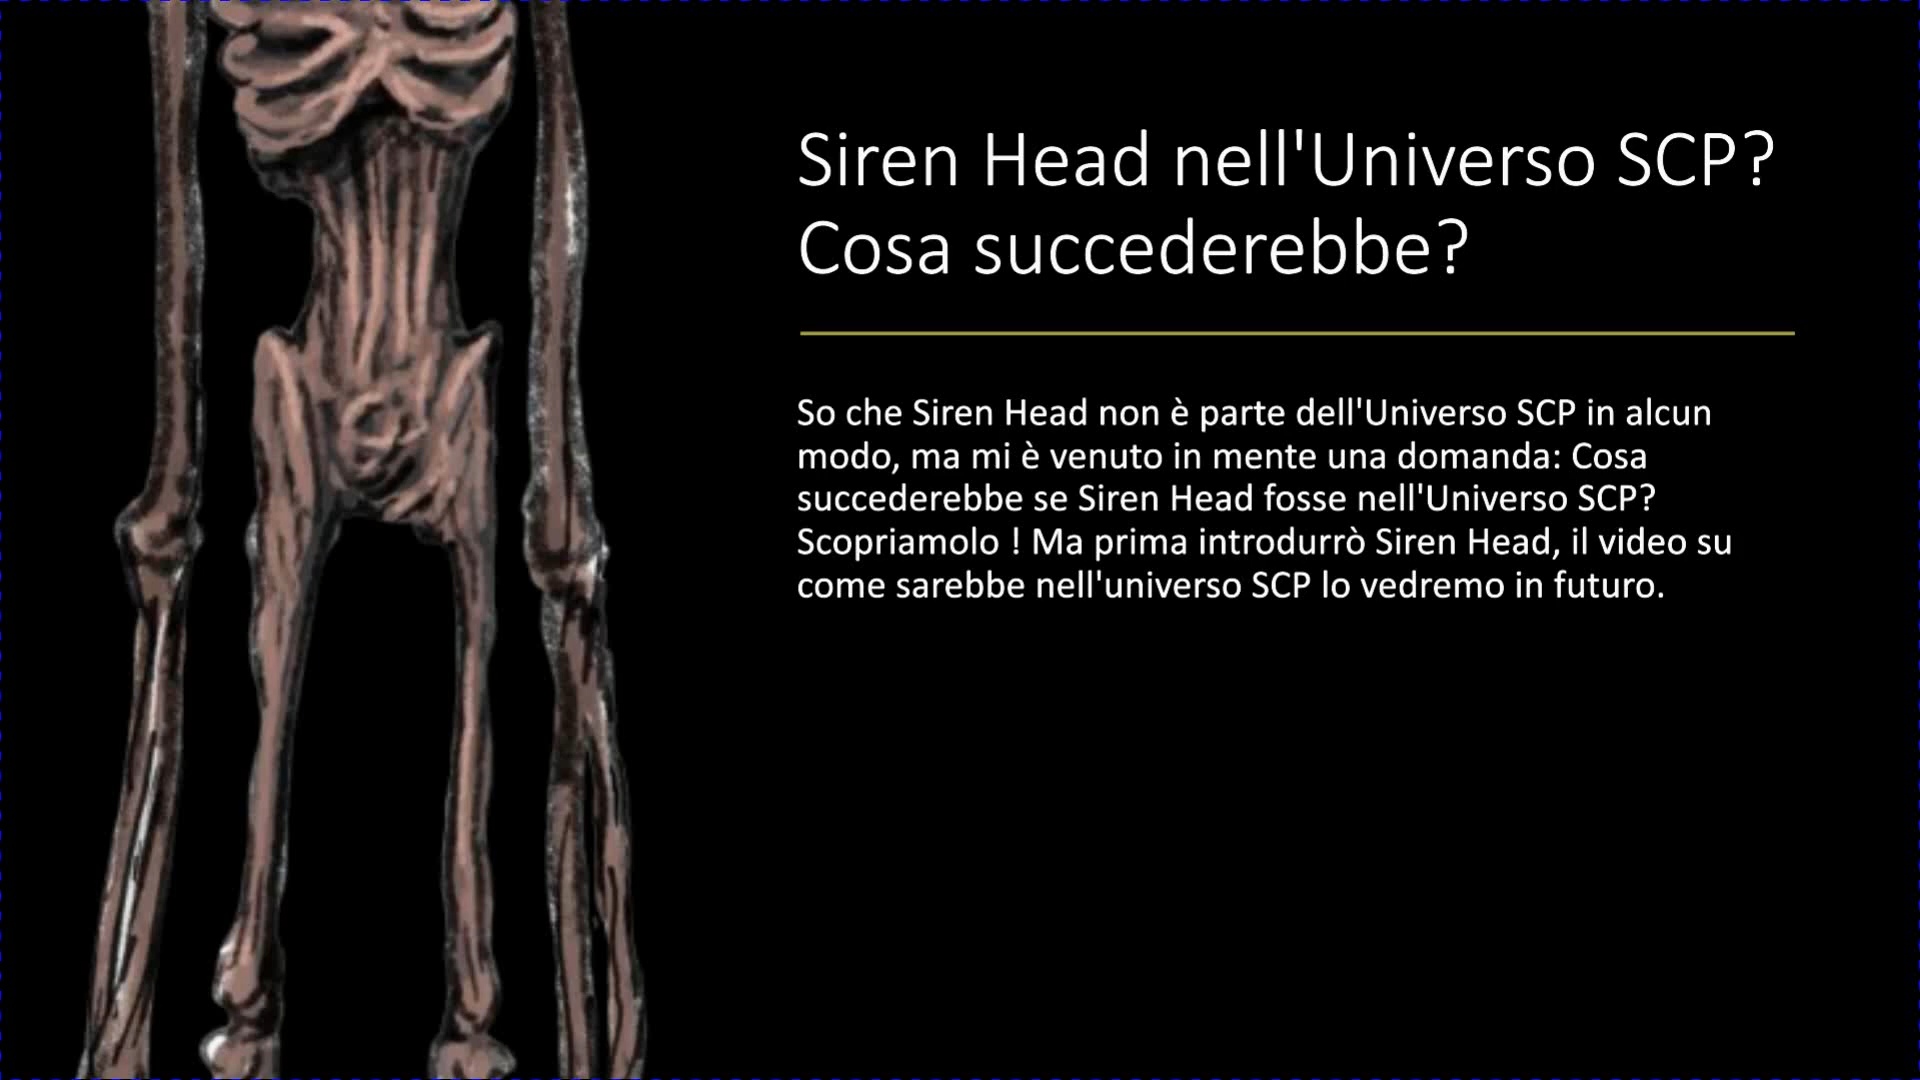 Siren Head nell'Universo SCP?
Cosa succederebbe?
So che Siren Head non è parte dell'Universo SCP in alcun
modo, ma mi è venuto in mente una domanda: Cosa
succederebbe se Siren Head fosse nell'Universo SCP?
Scopriamolo ! Ma prima introdurrò Siren Head, il video su
come sarebbe nell'universo SCP lo vedremo in futuro.